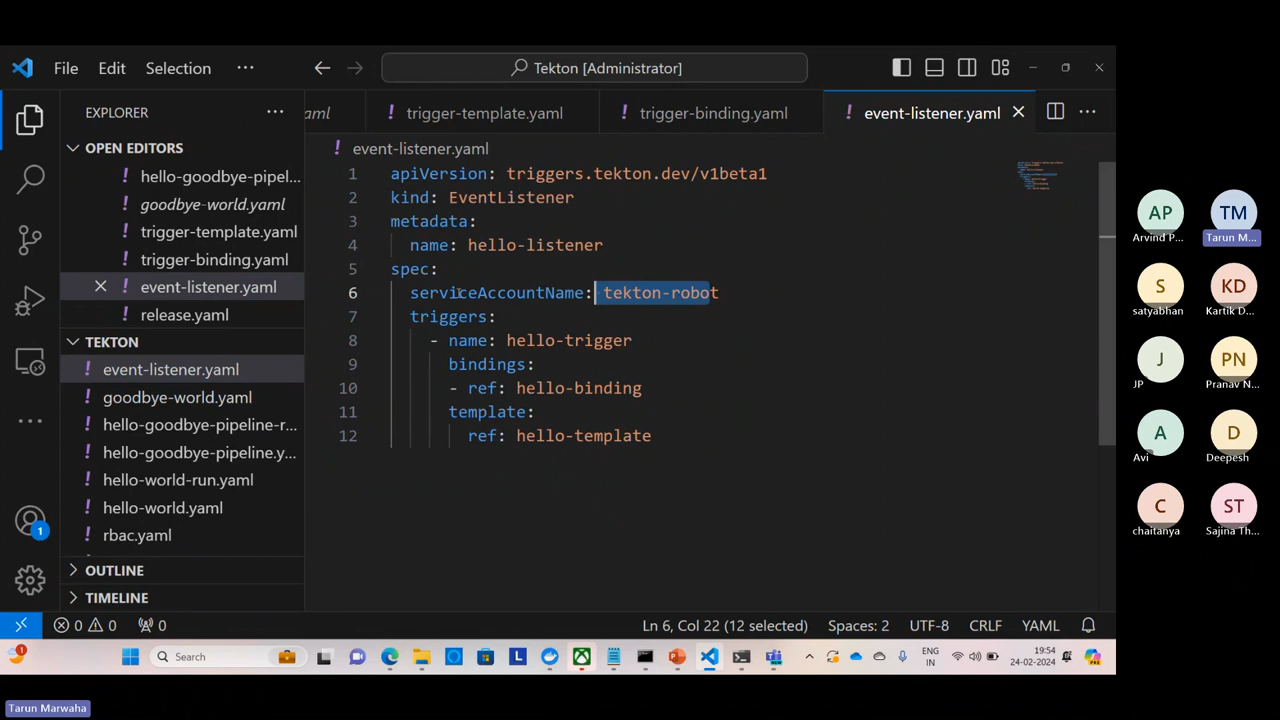 File Edit Selection ...
Tekton [Administrator]
EXPLORER ...
aml
trigger-template.yaml
trigger-binding.yaml
event-listener.yaml
OPEN EDITORS
hello-goodbye-pipel...
goodbye-world.yaml
trigger-template.yaml
trigger-binding.yaml
event-listener.yaml
release.yaml
TEKTON
event-listener.yaml
goodbye-world.yaml
hello-goodbye-pipeline-r...
hello-goodbye-pipeline.y...
hello-world-run.yaml
hello-world.yaml
rbac.yaml
OUTLINE
TIMELINE
event-listener.yaml
1 apiVersion: triggers.tekton.dev/v1beta1
2 kind: EventListener
3 metadata:
4 name: hello-listener
5 spec:
6 serviceAccountName: tekton-robot
7 triggers:
8 - name: hello-trigger
9 bindings:
10 - ref: hello-binding
11 template:
12 ref: hello-template
1
0 0 0
Ln 6, Col 22 (12 selected) Spaces: 2 UTF-8 CRLF YAML
1
Search
L
ENG
IN
19:54
24-02-2024
AP
Arvind P...
TM
Tarun M...
S
satyabhan
KD
Kartik D...
J
JP
PN
Pranav N...
A
Avi
D
Deepesh
C
chaitanya
ST
Sajina Th...
Tarun Marwaha